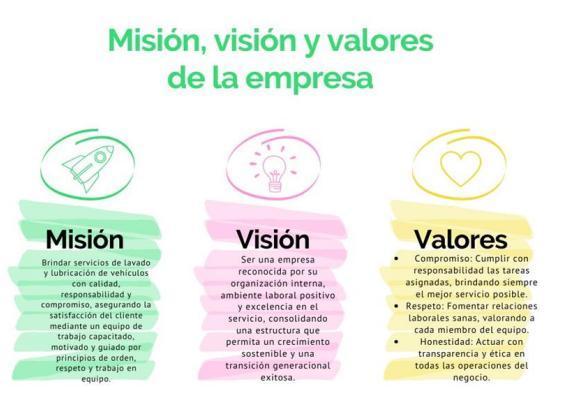 Misión, visión y valores
de la empresa
Misión
Brindar servicios de lavado
y lubricación de vehículos
con calidad,
responsabilidad y
compromiso, asegurando la
satisfacción del cliente
mediante un equipo de
trabajo capacitado,
motivado y guiado por
principios de orden,
respeto y trabajo en
equipo.
Visión
Ser una empresa
reconocida por su
organización interna,
ambiente laboral positivo
y excelencia en el
servicio, consolidando
una estructura que
permita un crecimiento
sostenible y una
transición generacional
exitosa.
Valores
• Compromiso: Cumplir con
responsabilidad las tareas
asignadas, brindando siempre
el mejor servicio posible.
• Respeto: Fomentar relaciones
laborales sanas, valorando a
cada miembro del equipo.
• Honestidad: Actuar con
transparencia y ética en
todas las operaciones del
negocio.